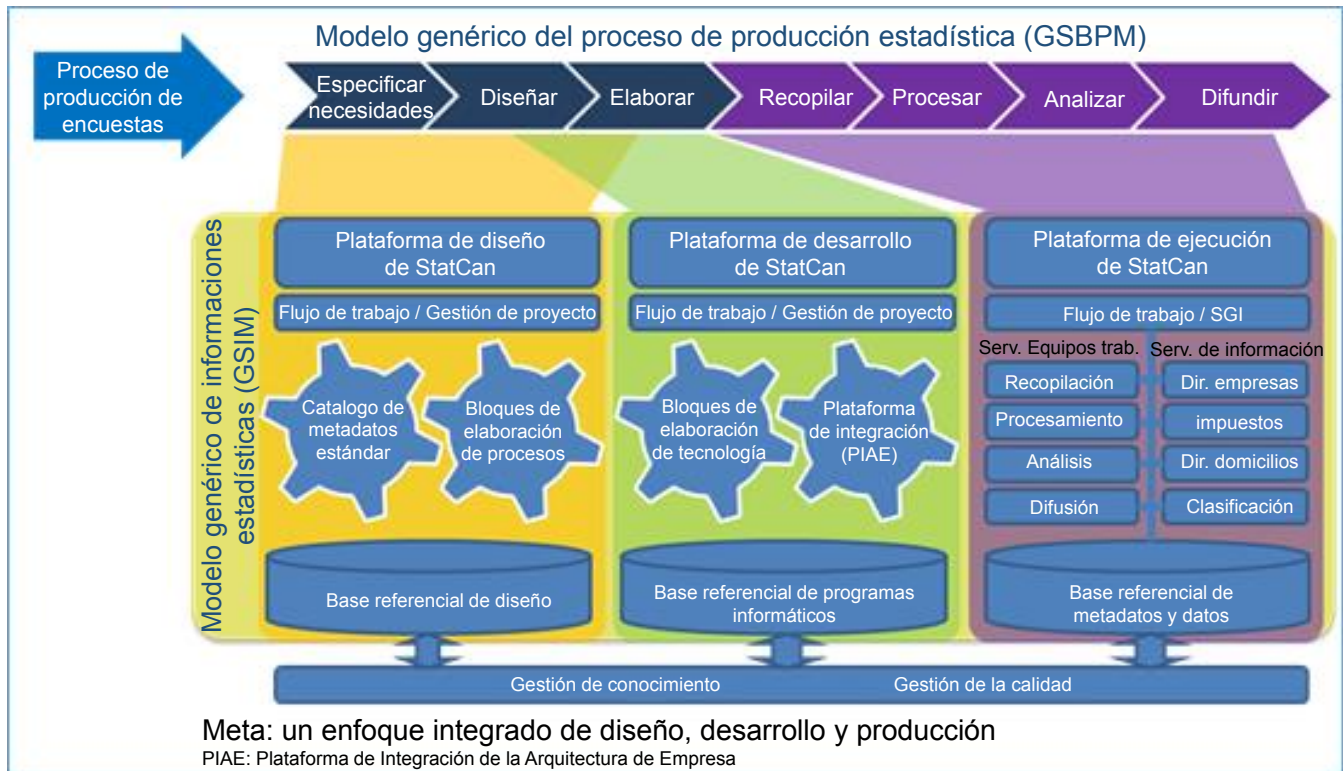 Modelo genérico del proceso de producción estadística (GSBPM)
Proceso de
producción de
encuestas
Especificar
necesidades
Diseñar
Elaborar
Recopilar
Procesar
Analizar
Difundir
Modelo genérico de informaciones
estadísticas (GSIM)
Plataforma de diseño
de StatCan
Flujo de trabajo / Gestión de proyecto
Catalogo de
metadatos
estándar
Bloques de
elaboración
de procesos
Base referencial de diseño
Plataforma de desarrollo
de StatCan
Flujo de trabajo / Gestión de proyecto
Bloques de
elaboración
de tecnología
Plataforma
de integración
(PIAE)
Base referencial de programas
informáticos
Plataforma de ejecución
de StatCan
Flujo de trabajo / SGI
Serv. Equipos trab.
Serv. de información
Recopilación
Dir. empresas
Procesamiento
impuestos
Análisis
Dir. domicilios
Difusión
Clasificación
Base referencial de
metadatos y datos
Gestión de conocimiento
Gestión de la calidad
Meta: un enfoque integrado de diseño, desarrollo y producción
PIAE: Plataforma de Integración de la Arquitectura de Empresa